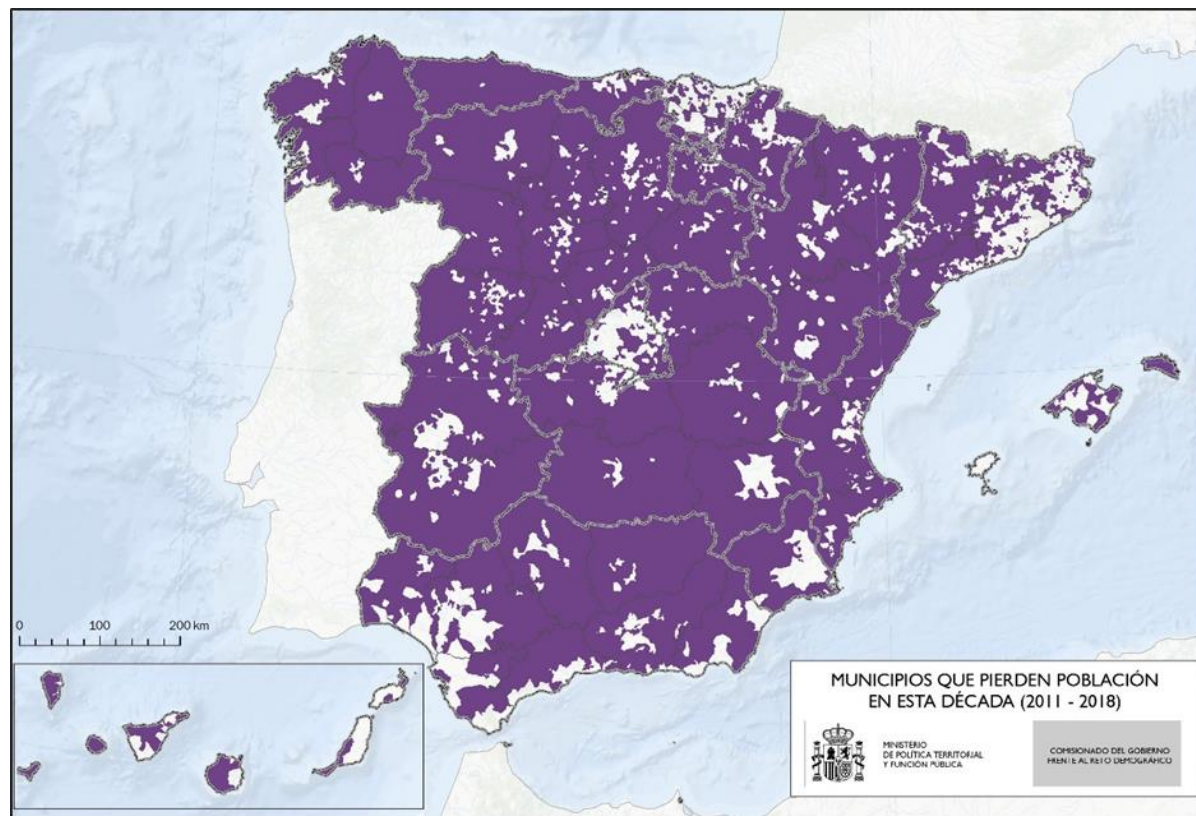 0 100 200 km
MUNICIPIOS QUE PIERDEN POBLACIÓN
EN ESTA DÉCADA (2011 - 2018)
MINISTERIO
DE POLÍTICA TERRITORIAL
Y FUNCIÓN PÚBLICA
COMISIONADO DEL GOBIERNO
FRENTE AL RETO DEMOGRÁFICO